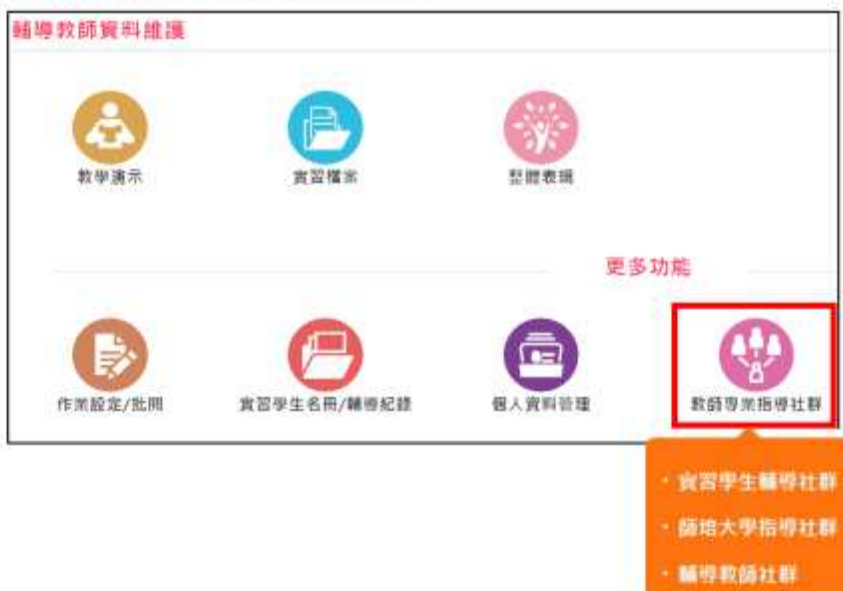 輔導教師資料維護
教學演示
實習檔案
整體表現
更多功能
作業設定/批閱
實習學生名冊/輔導紀錄
個人資料管理
教師專業指導社群
・實習學生輔導社群
・師培大學指導社群
・輔導教師社群